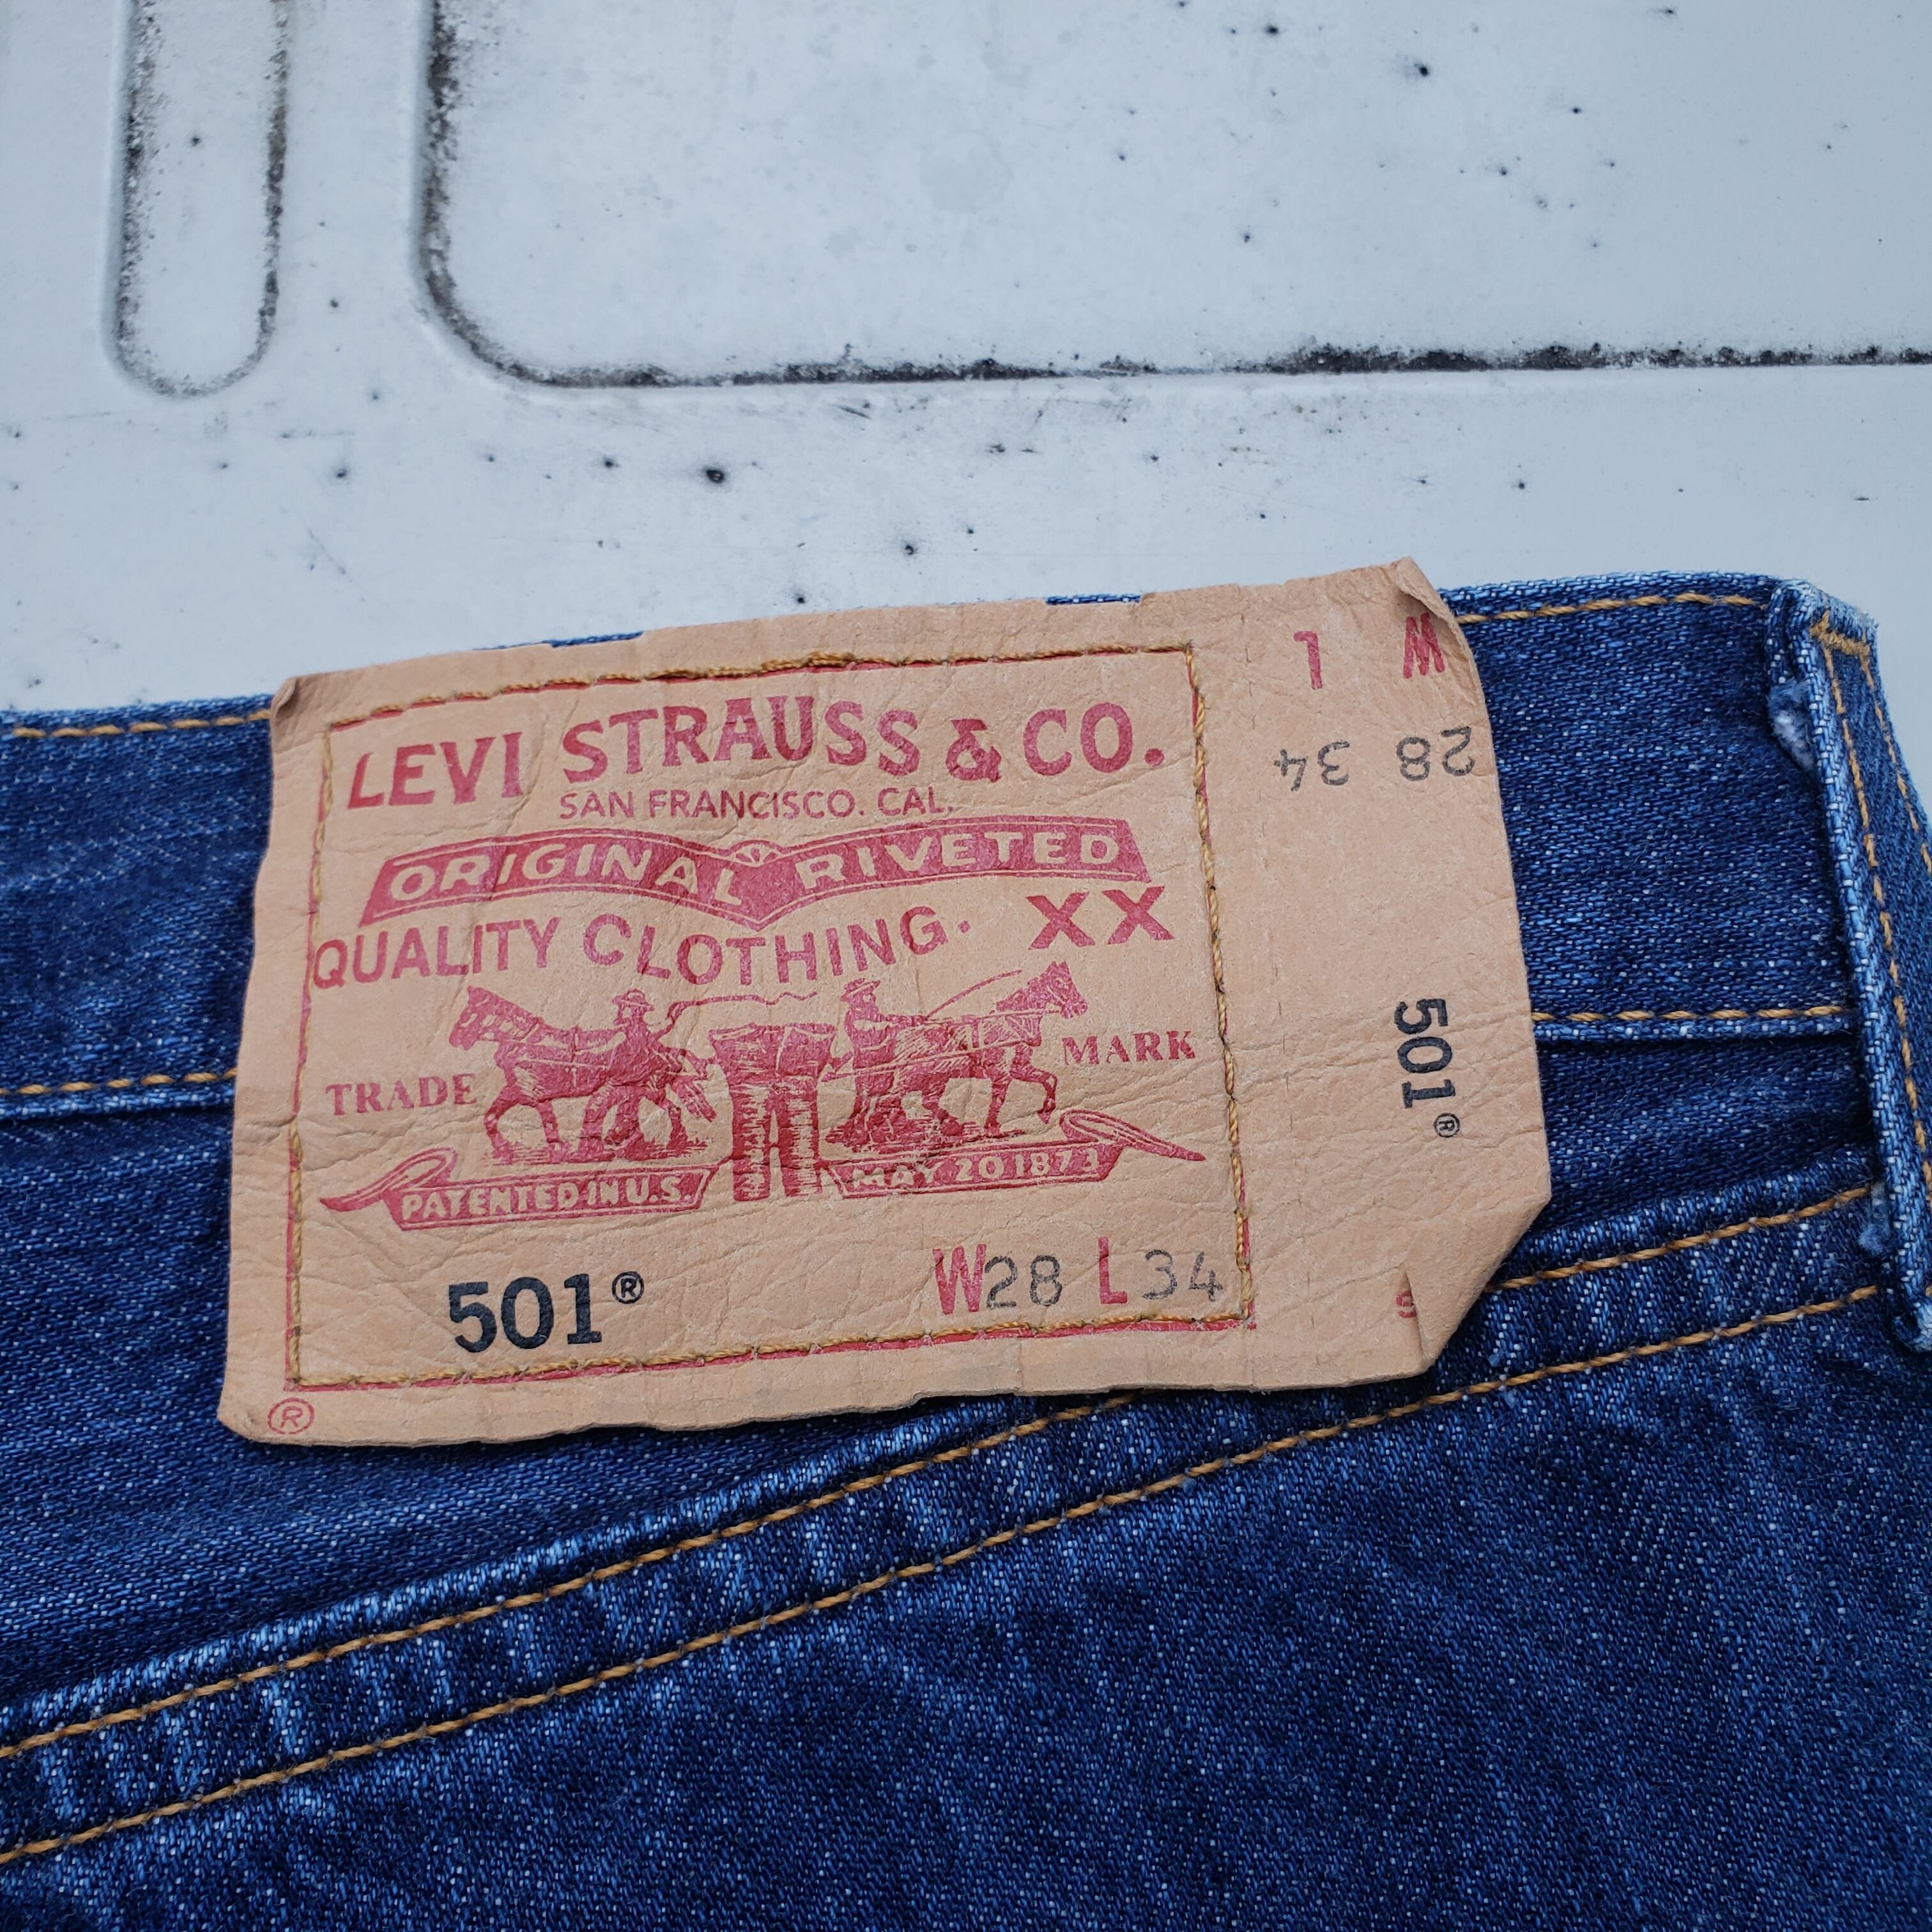 LEVI STRAUSS & CO.
SAN FRANCISCO. CAL.
ORIGINAL RIVETED
QUALITY CLOTHING. XX
TRADE MARK
PATENTED IN U.S. MAY 20 1873
501® W28 L34
®
W L
28 34
501®
S